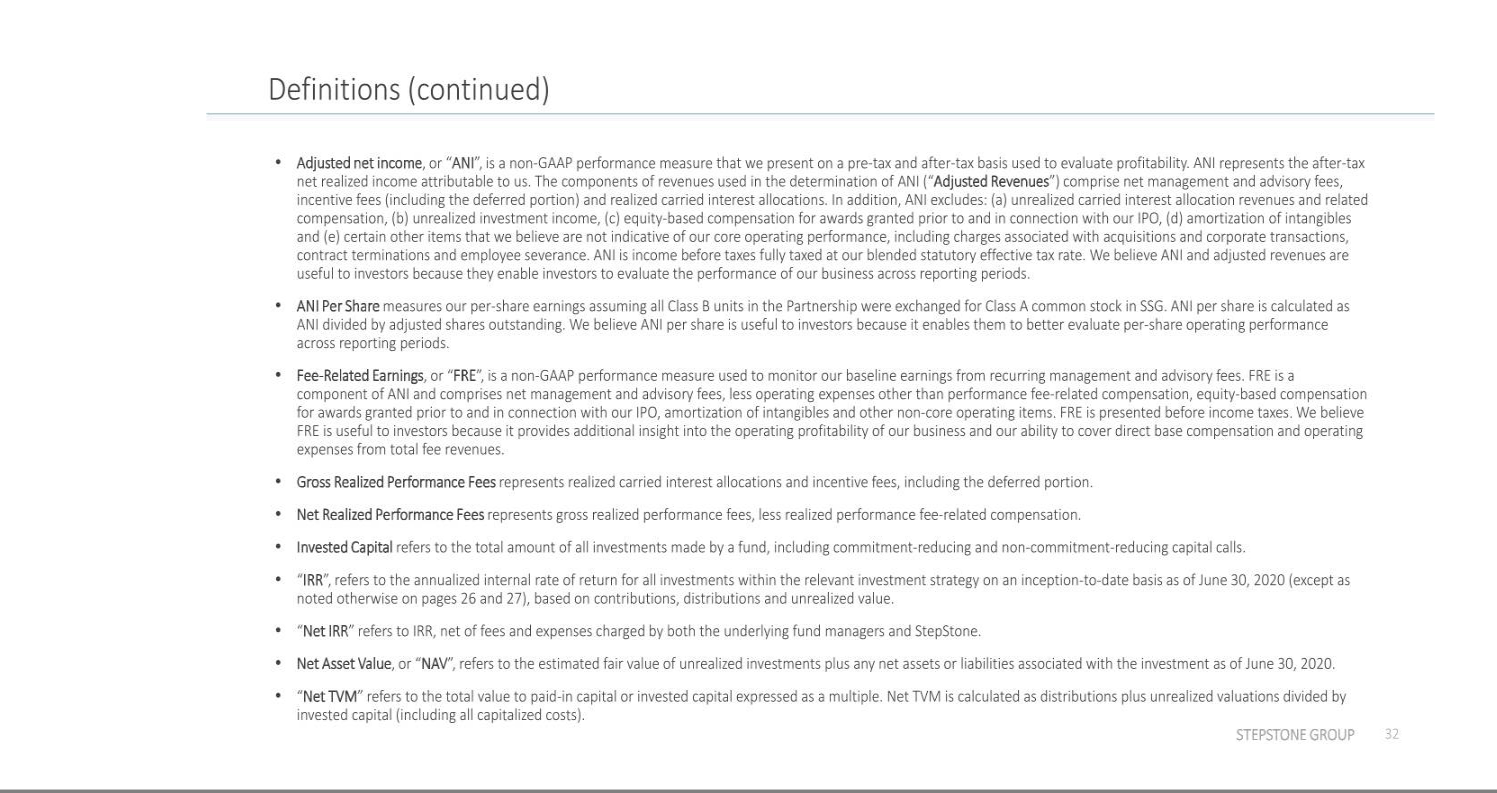 Definitions (continued)
• Adjusted net income, or “ANI”, is a non-GAAP performance measure that we present on a pre-tax and after-tax basis used to evaluate profitability. ANI represents the after-tax
net realized income attributable to us. The components of revenues used in the determination of ANI (“Adjusted Revenues”) comprise net management and advisory fees,
incentive fees (including the deferred portion) and realized carried interest allocations. In addition, ANI excludes: (a) unrealized carried interest allocation revenues and related
compensation, (b) unrealized investment income, (c) equity-based compensation for awards granted prior to and in connection with our IPO, (d) amortization of intangibles
and (e) certain other items that we believe are not indicative of our core operating performance, including charges associated with acquisitions and corporate transactions,
contract terminations and employee severance. ANI is income before taxes fully taxed at our blended statutory effective tax rate. We believe ANI and adjusted revenues are
useful to investors because they enable investors to evaluate the performance of our business across reporting periods.
• ANI Per Share measures our per-share earnings assuming all Class B units in the Partnership were exchanged for Class A common stock in SSG. ANI per share is calculated as
ANI divided by adjusted shares outstanding. We believe ANI per share is useful to investors because it enables them to better evaluate per-share operating performance
across reporting periods.
• Fee-Related Earnings, or “FRE”, is a non-GAAP performance measure used to monitor our baseline earnings from recurring management and advisory fees. FRE is a
component of ANI and comprises net management and advisory fees, less operating expenses other than performance fee-related compensation, equity-based compensation
for awards granted prior to and in connection with our IPO, amortization of intangibles and other non-core operating items. FRE is presented before income taxes. We believe
FRE is useful to investors because it provides additional insight into the operating profitability of our business and our ability to cover direct base compensation and operating
expenses from total fee revenues.
• Gross Realized Performance Fees represents realized carried interest allocations and incentive fees, including the deferred portion.
• Net Realized Performance Fees represents gross realized performance fees, less realized performance fee-related compensation.
• Invested Capital refers to the total amount of all investments made by a fund, including commitment-reducing and non-commitment-reducing capital calls.
• “IRR”, refers to the annualized internal rate of return for all investments within the relevant investment strategy on an inception-to-date basis as of June 30, 2020 (except as
noted otherwise on pages 26 and 27), based on contributions, distributions and unrealized value.
• “Net IRR” refers to IRR, net of fees and expenses charged by both the underlying fund managers and StepStone.
• Net Asset Value, or “NAV”, refers to the estimated fair value of unrealized investments plus any net assets or liabilities associated with the investment as of June 30, 2020.
• “Net TVM” refers to the total value to paid-in capital or invested capital expressed as a multiple. Net TVM is calculated as distributions plus unrealized valuations divided by
invested capital (including all capitalized costs).
STEPSTONE GROUP 32